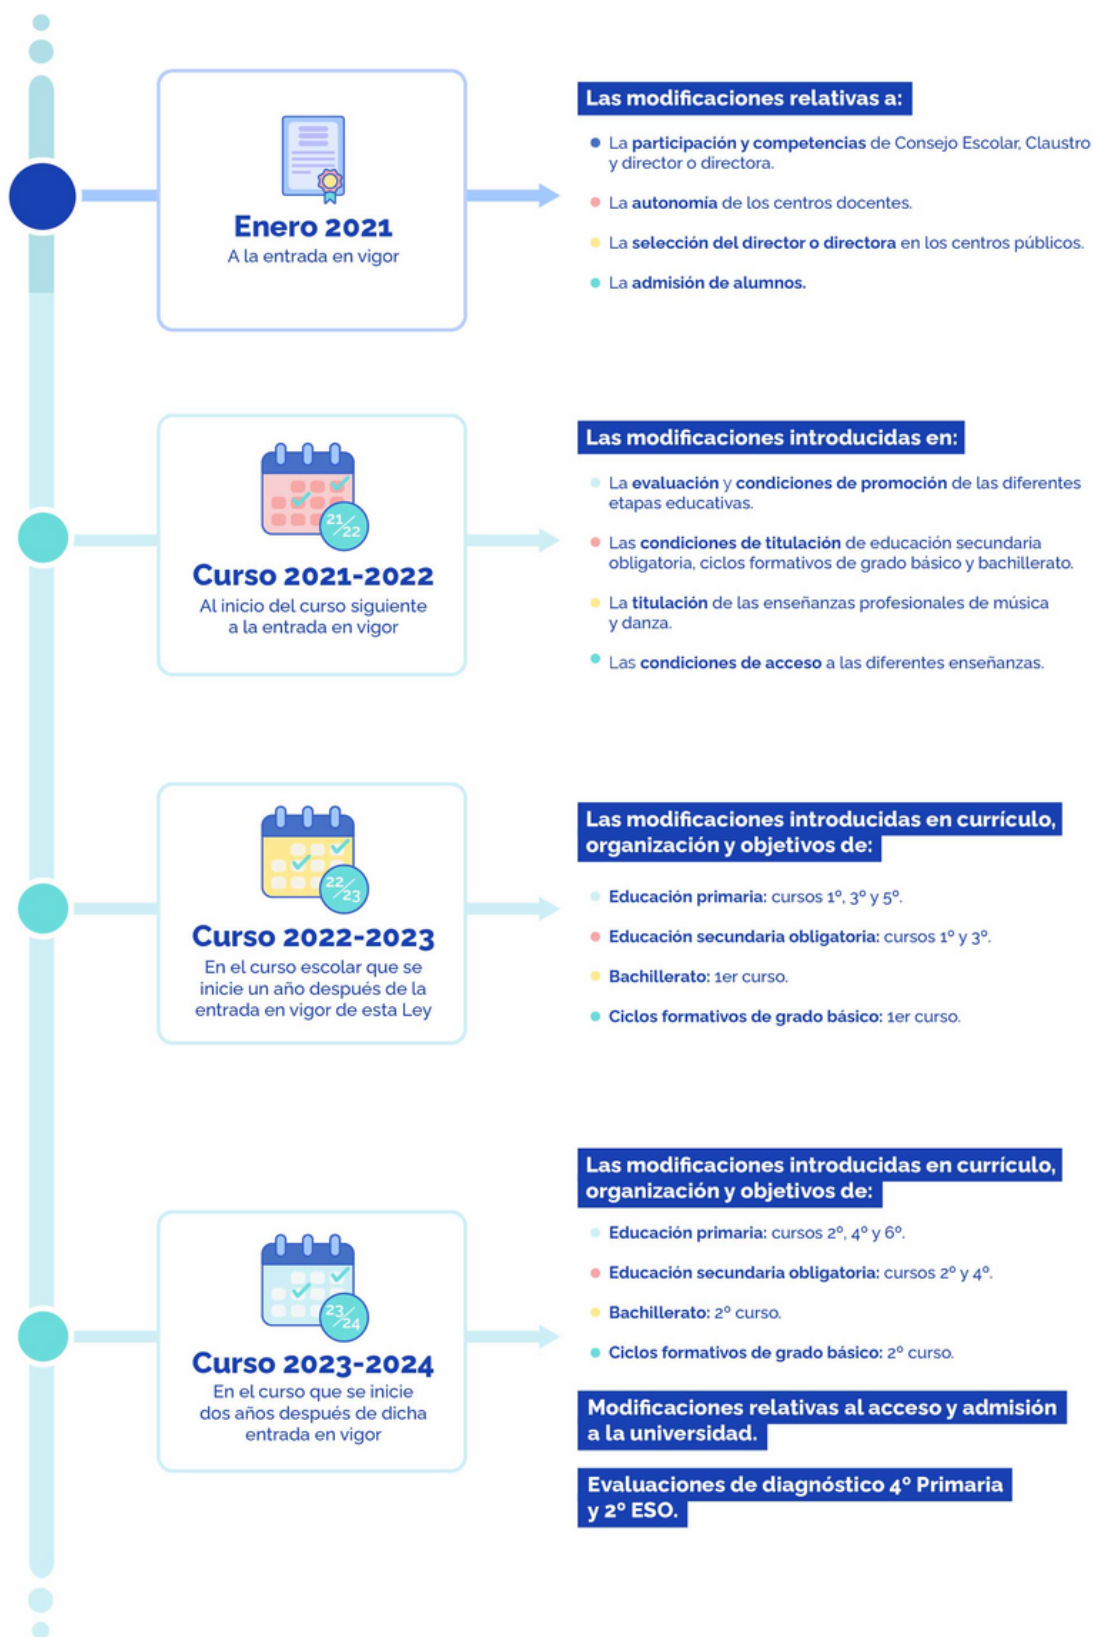 Enero 2021
A la entrada en vigor
Las modificaciones relativas a:
La participación y competencias de Consejo Escolar, Claustro
y director o directora.
La autonomía de los centros docentes.
La selección del director o directora en los centros públicos.
La admisión de alumnos.
21/22
Curso 2021-2022
Al inicio del curso siguiente
a la entrada en vigor
Las modificaciones introducidas en:
La evaluación y condiciones de promoción de las diferentes
etapas educativas.
Las condiciones de titulación de educación secundaria
obligatoria, ciclos formativos de grado básico y bachillerato.
La titulación de las enseñanzas profesionales de música
y danza.
Las condiciones de acceso a las diferentes enseñanzas.
22/23
Curso 2022-2023
En el curso escolar que se
inicie un año después de la
entrada en vigor de esta Ley
Las modificaciones introducidas en currículo,
organización y objetivos de:
Educación primaria: cursos 1º, 3º y 5º.
Educación secundaria obligatoria: cursos 1º y 3º.
Bachillerato: 1er curso.
Ciclos formativos de grado básico: 1er curso.
23/24
Curso 2023-2024
En el curso que se inicie
dos años después de dicha
entrada en vigor
Las modificaciones introducidas en currículo,
organización y objetivos de:
Educación primaria: cursos 2º, 4º y 6º.
Educación secundaria obligatoria: cursos 2º y 4º.
Bachillerato: 2º curso.
Ciclos formativos de grado básico: 2º curso.
Modificaciones relativas al acceso y admisión
a la universidad.
Evaluaciones de diagnóstico 4º Primaria
y 2º ESO.